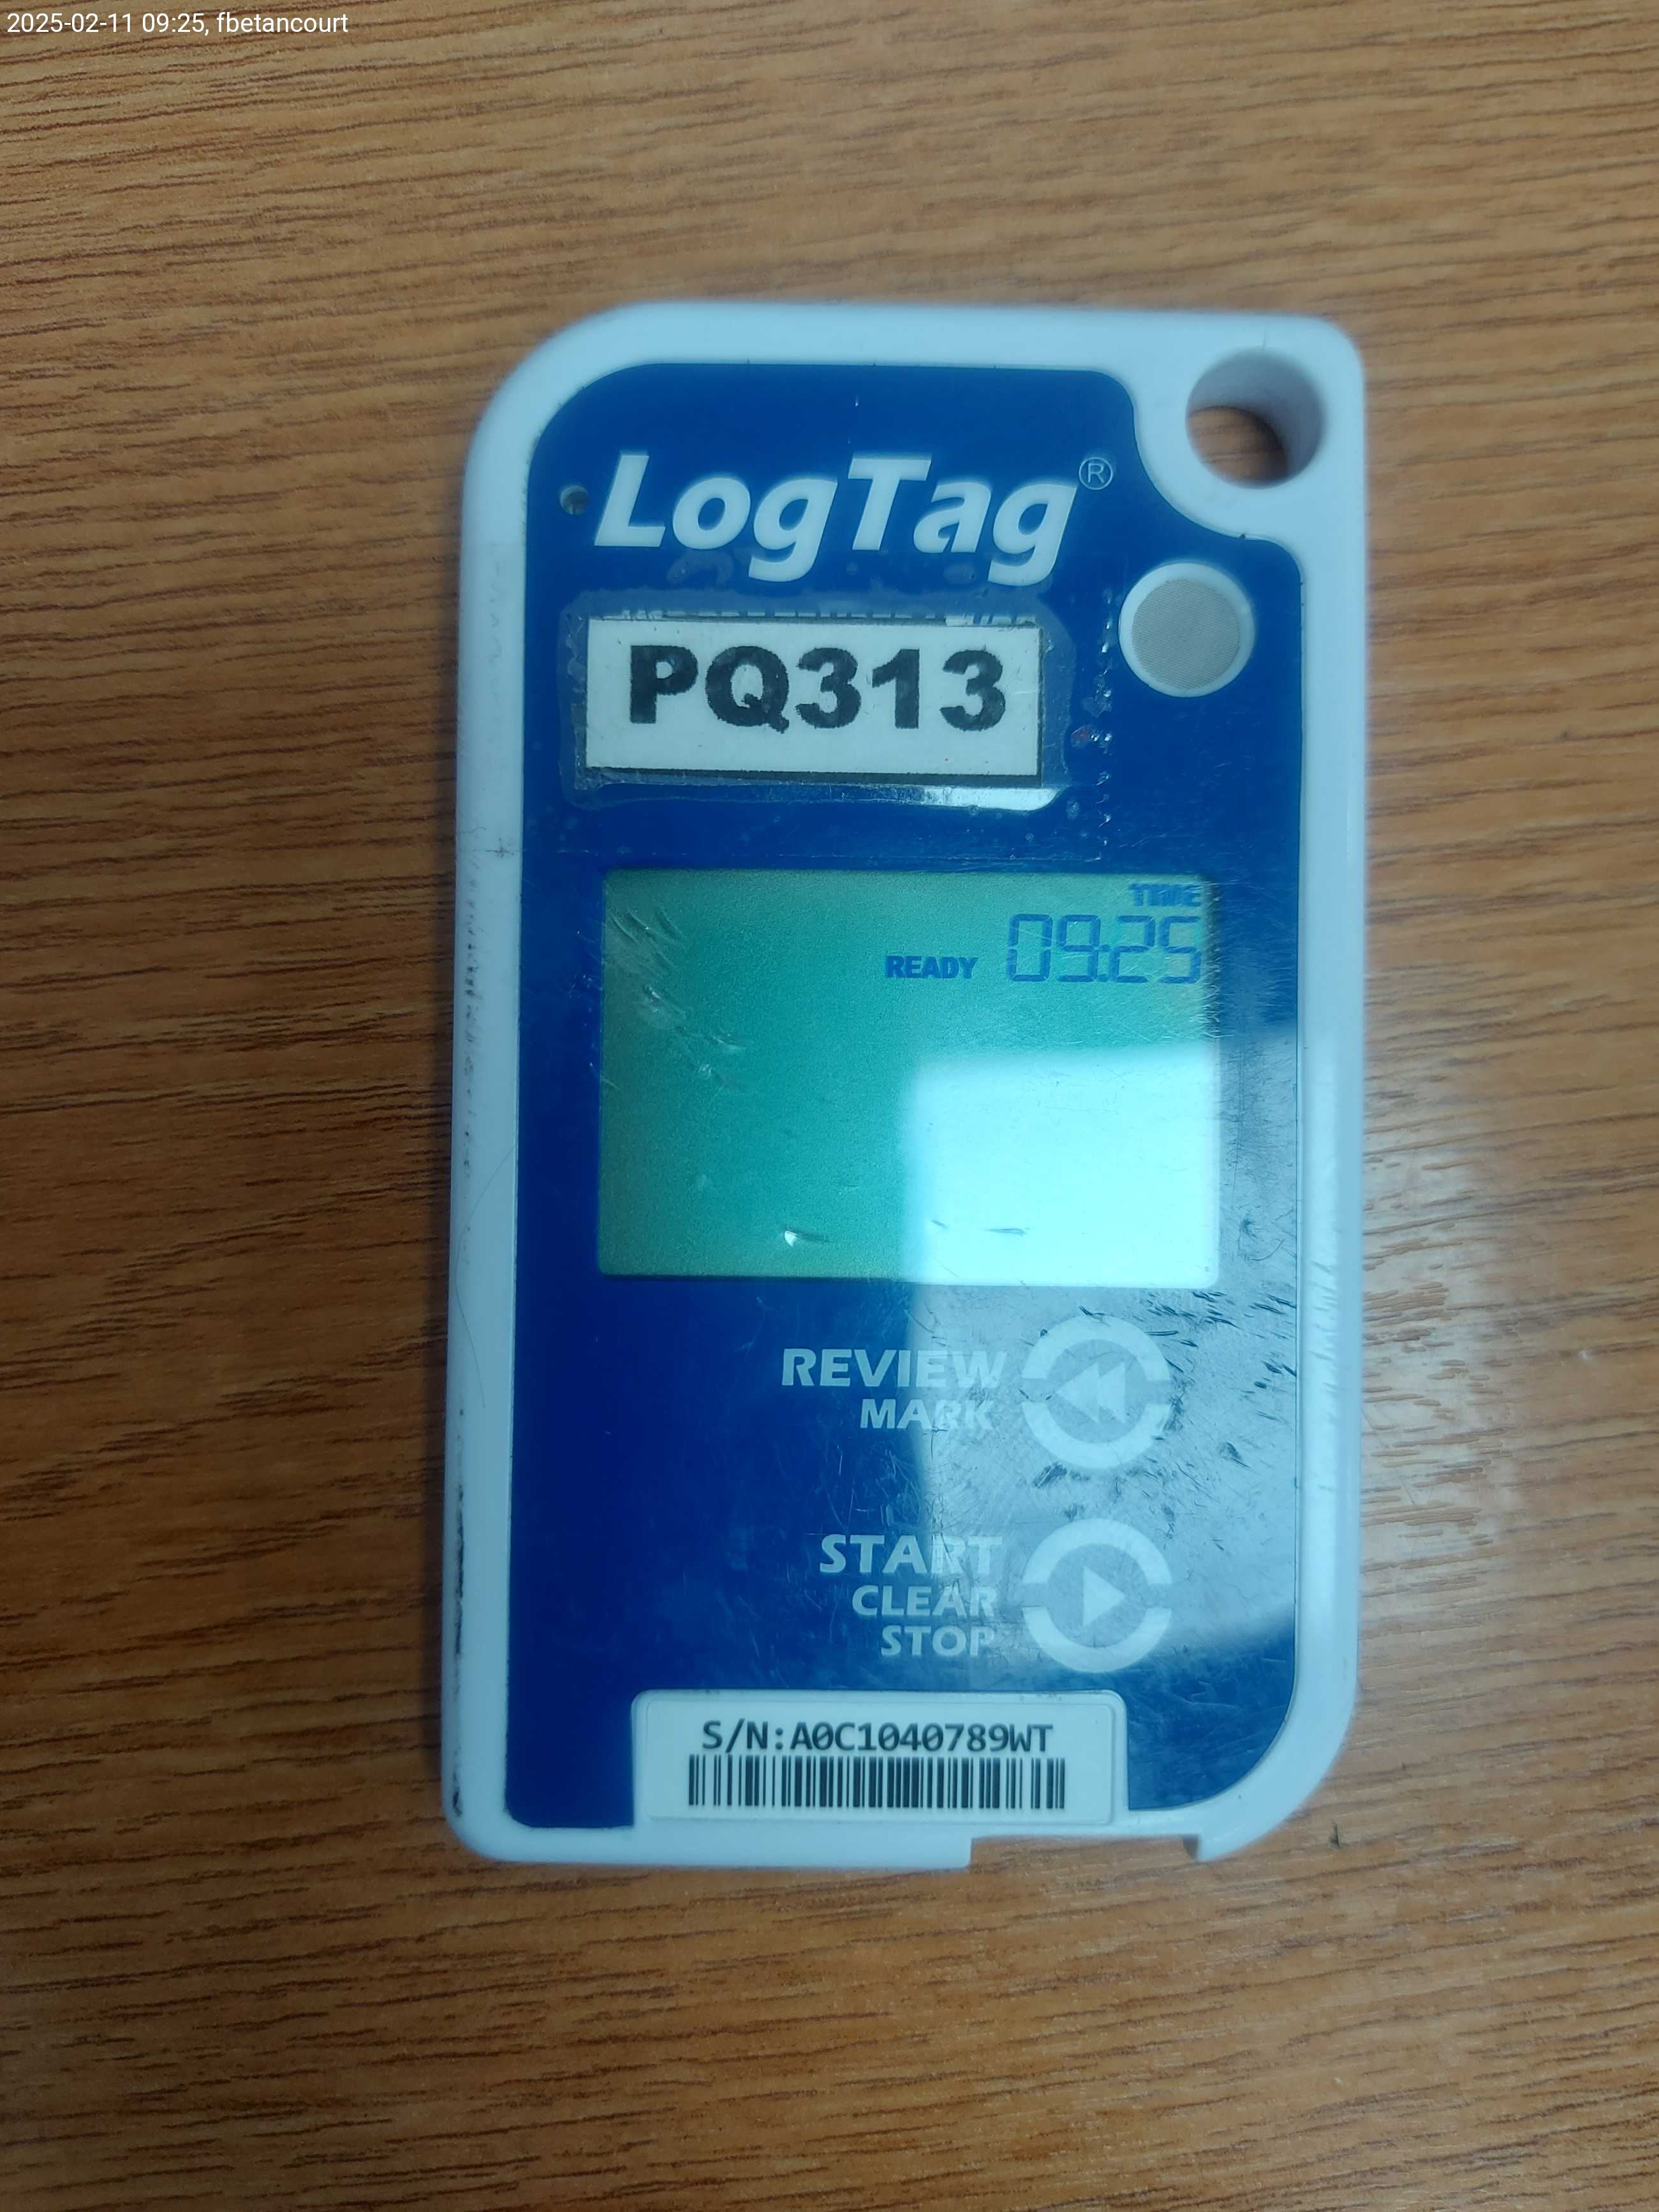 2025-02-11 09:25, fbetancourt
LogTag®
PQ313
TIME
READY 09:25
REVIEW
MARK
START
CLEAR
STOP
S/N:A0C1040789WT